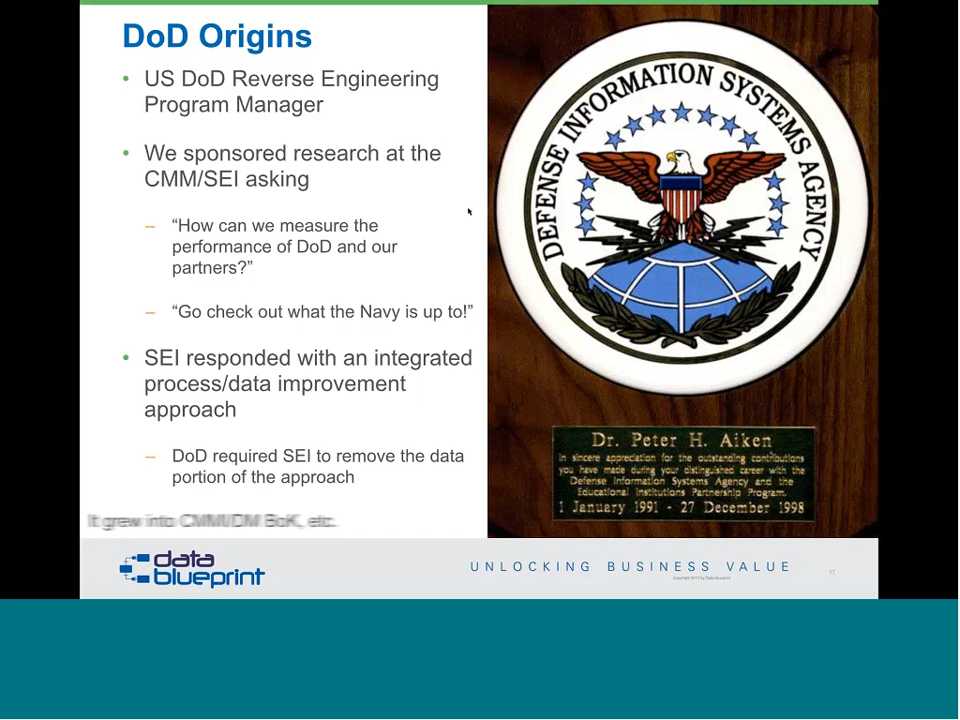 DoD Origins
• US DoD Reverse Engineering
Program Manager
• We sponsored research at the
CMM/SEI asking
– “How can we measure the
performance of DoD and our
partners?”
– “Go check out what the Navy is up to!”
• SEI responded with an integrated
process/data improvement
approach
– DoD required SEI to remove the data
portion of the approach
It grew into CMMI/DM BoK, etc.
DEFENSE INFORMATION SYSTEMS AGENCY
Dr. Peter H. Aiken
In sincere appreciation for the outstanding contributions
you have made during your distinguished career with the
Defense Information Systems Agency and the
Educational Institutions Partnership Program.
1 January 1991 - 27 December 1998
data
blueprint
UNLOCKING BUSINESS VALUE
17